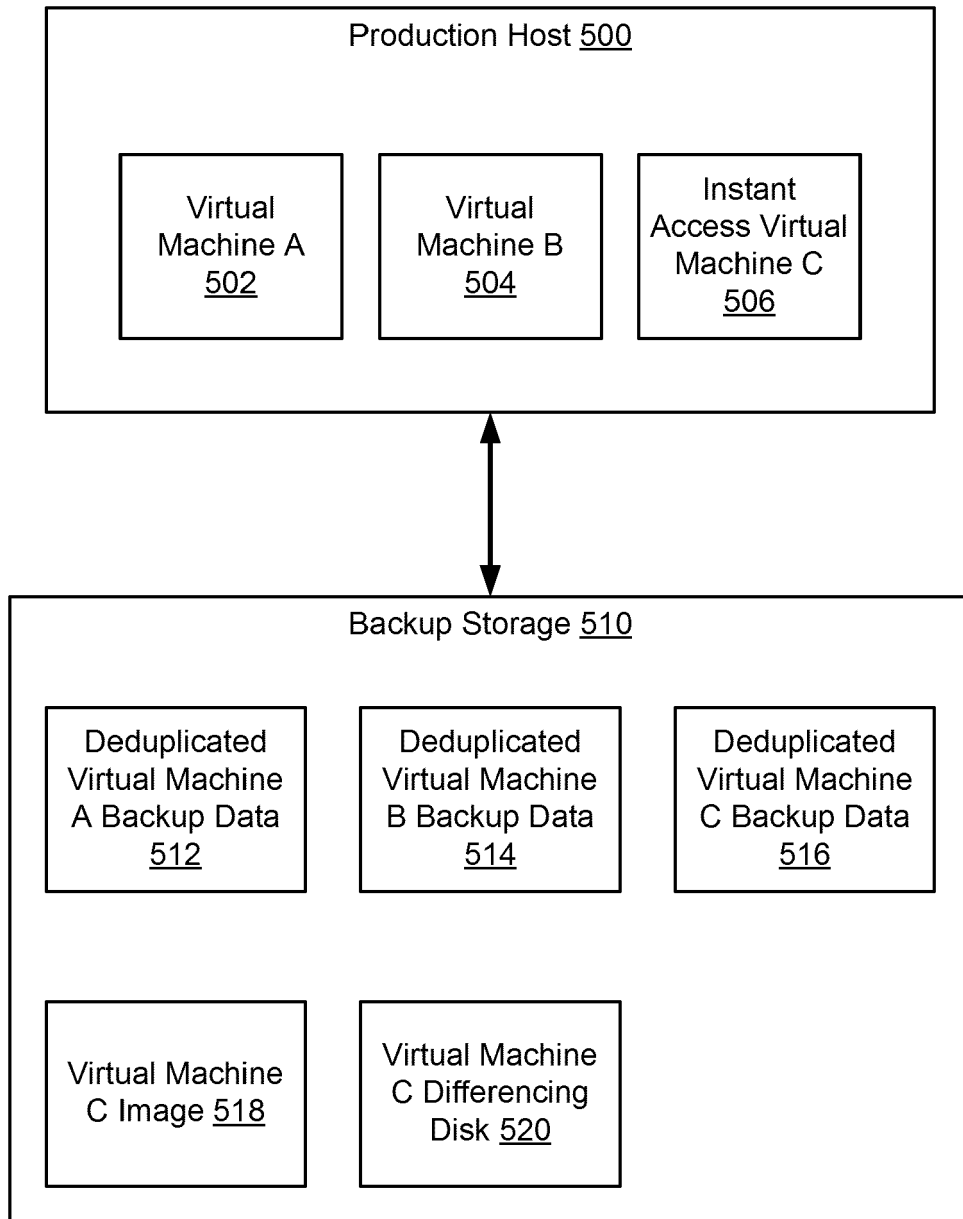 Production Host 500
Virtual
Machine A
502
Virtual
Machine B
504
Instant
Access Virtual
Machine C
506
Backup Storage 510
Deduplicated
Virtual Machine
A Backup Data
512
Deduplicated
Virtual Machine
B Backup Data
514
Deduplicated
Virtual Machine
C Backup Data
516
Virtual Machine
C Image 518
Virtual Machine
C Differencing
Disk 520